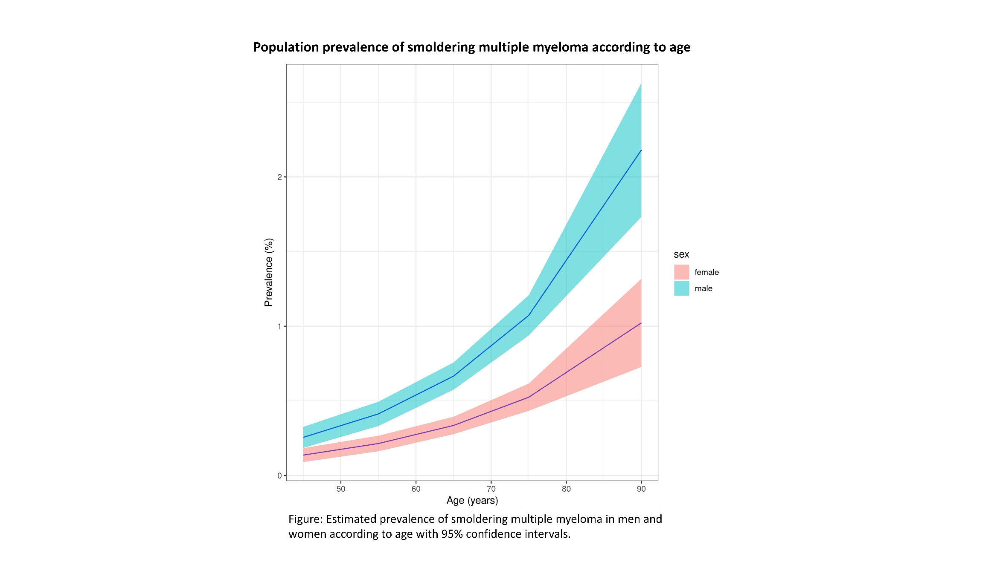 Population prevalence of smoldering multiple myeloma according to age
2
1
0
Prevalence (%)
50 60 70 80 90
Age (years)
sex
female
male
Figure: Estimated prevalence of smoldering multiple myeloma in men and
women according to age with 95% confidence intervals.